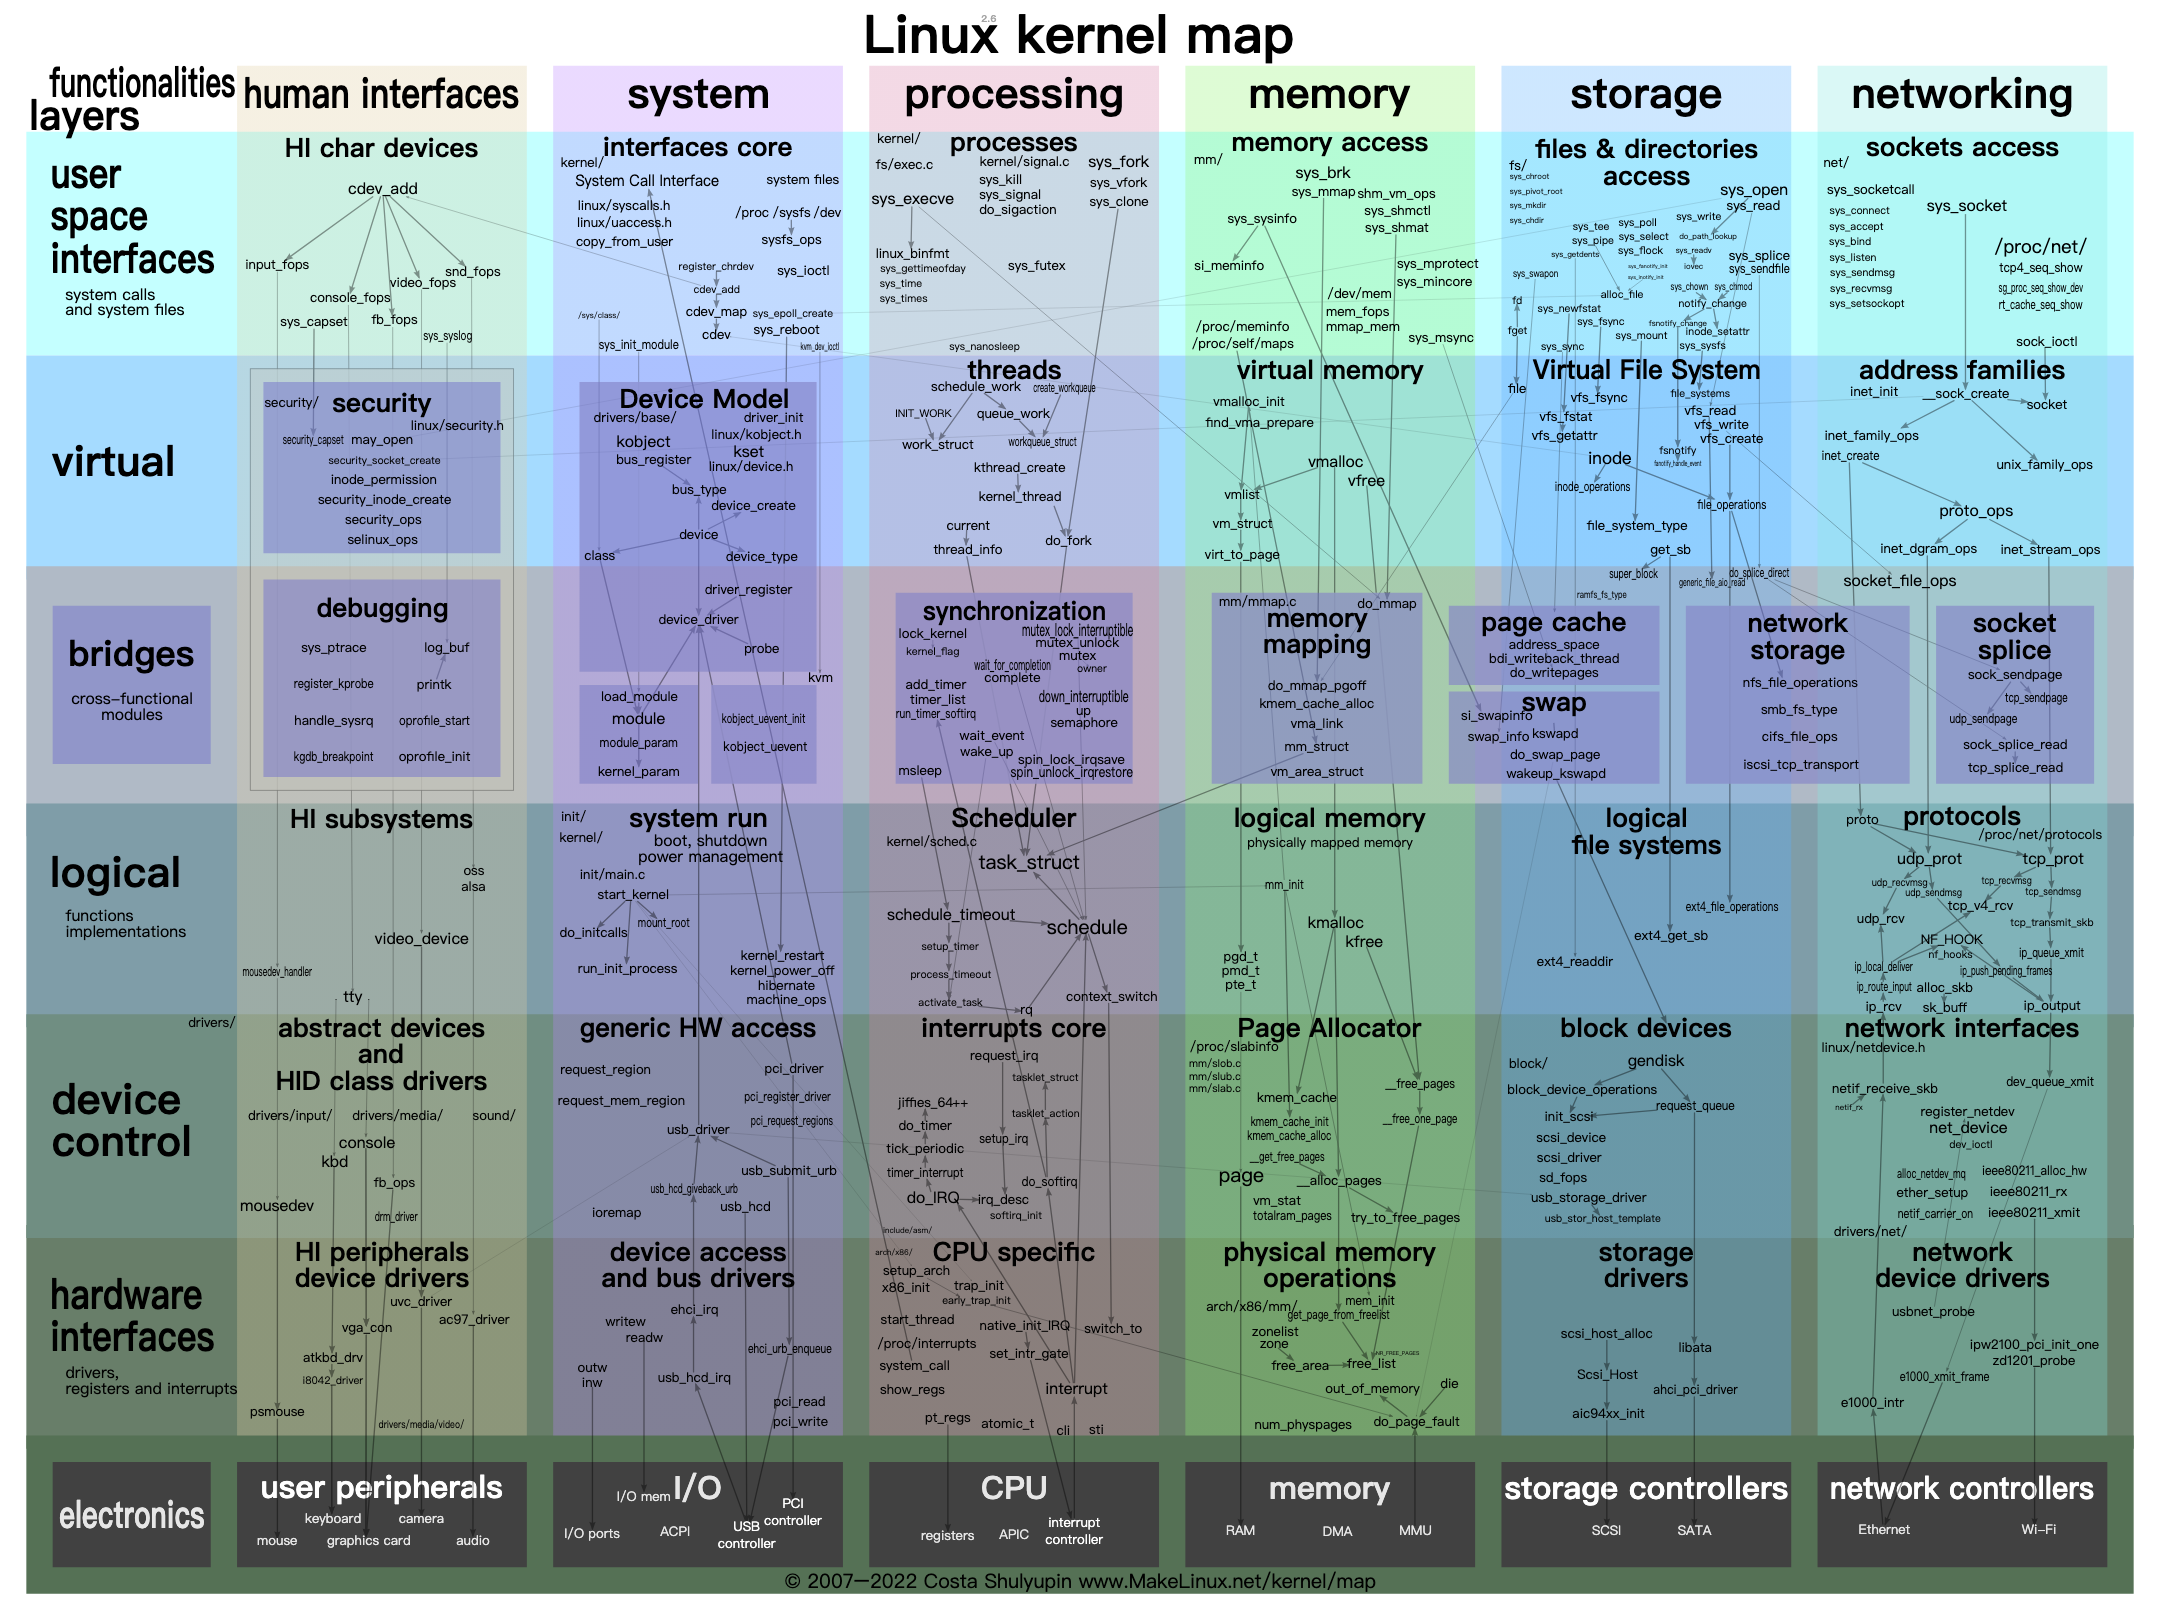 Linux kernel map
2.6
functionalities
layers
human interfaces
system
processing
memory
storage
networking
user
space
interfaces
system calls
and system files
HI char devices
cdev_add
input_fops
snd_fops
video_fops
console_fops
fb_fops
sys_capset
sys_syslog
interfaces core
kernel/
System Call Interface
system files
linux/syscalls.h
linux/uaccess.h
/proc /sysfs /dev
copy_from_user
sysfs_ops
register_chrdev
sys_ioctl
cdev_add
cdev_map
sys_epoll_create
/sys/class/
cdev
sys_reboot
sys_init_module
kvm_dev_ioctl
processes
kernel/
fs/exec.c
kernel/signal.c
sys_fork
sys_kill
sys_vfork
sys_signal
sys_execve
sys_clone
do_sigaction
linux_binfmt
sys_gettimeofday
sys_futex
sys_time
sys_times
sys_nanosleep
memory access
mm/
sys_brk
sys_mmap
shm_vm_ops
sys_shmctl
sys_sysinfo
sys_shmat
si_meminfo
sys_mprotect
sys_mincore
/dev/mem
mem_fops
/proc/meminfo
mmap_mem
/proc/self/maps
sys_msync
files & directories
access
fs/
sys_chroot
sys_pivot_root
sys_open
sys_mkdir
sys_read
sys_chdir
sys_write
sys_tee
sys_poll
sys_pipe
sys_select
do_path_lookup
sys_getdents
sys_flock
sys_readv
sys_splice
sys_swapon
sys_fanotify_init
iovec
sys_sendfile
sys_inotify_init
alloc_file
sys_chown
sys_chmod
fd
sys_newfstat
notify_change
fget
sys_fsync
fsnotify_change
inode_setattr
sys_sync
sys_mount
sys_sysfs
sockets access
net/
sys_socketcall
sys_connect
sys_socket
sys_accept
sys_bind
/proc/net/
sys_listen
tcp4_seq_show
sys_sendmsg
sg_proc_seq_show_dev
sys_recvmsg
rt_cache_seq_show
sys_setsockopt
sock_ioctl
virtual
security
security/
linux/security.h
security_capset
may_open
security_socket_create
inode_permission
security_inode_create
security_ops
selinux_ops
Device Model
drivers/base/
driver_init
linux/kobject.h
kobject
kset
bus_register
linux/device.h
bus_type
device_create
device
class
device_type
driver_register
device_driver
probe
kvm
threads
schedule_work
create_workqueue
INIT_WORK
queue_work
work_struct
workqueue_struct
kthread_create
kernel_thread
current
do_fork
thread_info
virtual memory
vmalloc_init
find_vma_prepare
vmalloc
vfree
vmlist
vm_struct
virt_to_page
Virtual File System
file
vfs_fsync
file_systems
vfs_fstat
vfs_read
vfs_write
vfs_getattr
vfs_create
inode
fsnotify
fsnotify_handle_event
inode_operations
file_operations
file_system_type
get_sb
super_block
generic_file_aio_read
do_splice_direct
ramfs_fs_type
address families
inet_init
__sock_create
socket
inet_family_ops
inet_create
unix_family_ops
proto_ops
inet_dgram_ops
inet_stream_ops
socket_file_ops
bridges
cross-functional
modules
debugging
sys_ptrace
log_buf
register_kprobe
printk
handle_sysrq
oprofile_start
kgdb_breakpoint
oprofile_init
load_module
module
module_param
kernel_param
kobject_uevent_init
kobject_uevent
synchronization
lock_kernel
mutex_lock_interruptible
kernel_flag
mutex_unlock
mutex
wait_for_completion
owner
complete
add_timer
down_interruptible
timer_list
up
run_timer_softirq
semaphore
wait_event
wake_up
spin_lock_irqsave
msleep
spin_unlock_irqrestore
mm/mmap.c
do_mmap
memory
mapping
do_mmap_pgoff
kmem_cache_alloc
vma_link
mm_struct
vm_area_struct
page cache
address_space
bdi_writeback_thread
do_writepages
swap
si_swapinfo
swap_info
kswapd
do_swap_page
wakeup_kswapd
network
storage
nfs_file_operations
smb_fs_type
cifs_file_ops
iscsi_tcp_transport
socket
splice
sock_sendpage
tcp_sendpage
udp_sendpage
sock_splice_read
tcp_splice_read
logical
functions
implementations
HI subsystems
oss
alsa
video_device
mousedev_handler
tty
system run
init/
kernel/
boot, shutdown
power management
init/main.c
start_kernel
do_initcalls
mount_root
run_init_process
kernel_restart
kernel_power_off
hibernate
machine_ops
Scheduler
kernel/sched.c
task_struct
schedule_timeout
schedule
setup_timer
process_timeout
activate_task
context_switch
rq
logical memory
physically mapped memory
mm_init
kmalloc
kfree
pgd_t
pmd_t
pte_t
logical
file systems
ext4_file_operations
ext4_get_sb
ext4_readdir
protocols
proto
/proc/net/protocols
udp_prot
tcp_prot
udp_recvmsg
tcp_recvmsg
udp_sendmsg
tcp_sendmsg
udp_rcv
tcp_v4_rcv
tcp_transmit_skb
NF_HOOK
nf_hooks
ip_queue_xmit
ip_local_deliver
ip_push_pending_frames
ip_route_input
alloc_skb
ip_rcv
sk_buff
ip_output
device
control
drivers/
abstract devices
and
HID class drivers
drivers/input/
drivers/media/
sound/
console
kbd
fb_ops
mousedev
drm_driver
generic HW access
request_region
pci_driver
request_mem_region
pci_register_driver
pci_request_regions
usb_driver
usb_submit_urb
usb_hcd_giveback_urb
ioremap
usb_hcd
interrupts core
request_irq
tasklet_struct
jiffies_64++
tasklet_action
do_timer
setup_irq
tick_periodic
timer_interrupt
do_softirq
do_IRQ
irq_desc
softirq_init
include/asm/
Page Allocator
/proc/slabinfo
mm/slob.c
mm/slub.c
mm/slab.c
__free_pages
kmem_cache
kmem_cache_init
__free_one_page
kmem_cache_alloc
__get_free_pages
page
__alloc_pages
vm_stat
totalram_pages
try_to_free_pages
block devices
block/
gendisk
block_device_operations
init_scsi
request_queue
scsi_device
scsi_driver
sd_fops
usb_storage_driver
usb_stor_host_template
network interfaces
linux/netdevice.h
netif_receive_skb
dev_queue_xmit
netif_rx
register_netdev
net_device
dev_ioctl
alloc_netdev_mq
ieee80211_alloc_hw
ether_setup
ieee80211_rx
netif_carrier_on
ieee80211_xmit
drivers/net/
hardware
interfaces
drivers,
registers and interrupts
HI peripherals
device drivers
uvc_driver
ac97_driver
vga_con
atkbd_drv
i8042_driver
psmouse
drivers/media/video/
device access
and bus drivers
ehci_irq
writew
readw
ehci_urb_enqueue
outw
inw
usb_hcd_irq
pci_read
pci_write
CPU specific
arch/x86/
setup_arch
x86_init
trap_init
early_trap_init
start_thread
native_init_IRQ
switch_to
/proc/interrupts
set_intr_gate
system_call
show_regs
interrupt
pt_regs
atomic_t
cli
sti
physical memory
operations
arch/x86/mm/
mem_init
get_page_from_freelist
zonelist
zone
NR_FREE_PAGES
free_area
free_list
out_of_memory
die
num_physpages
do_page_fault
storage
drivers
scsi_host_alloc
libata
Scsi_Host
ahci_pci_driver
aic94xx_init
network
device drivers
usbnet_probe
ipw2100_pci_init_one
zd1201_probe
e1000_xmit_frame
e1000_intr
electronics
user peripherals
keyboard
camera
mouse
graphics card
audio
I/O
I/O mem
I/O ports
ACPI
USB
controller
PCI
controller
CPU
registers
APIC
interrupt
controller
memory
RAM
DMA
MMU
storage controllers
SCSI
SATA
network controllers
Ethernet
Wi-Fi
© 2007—2022 Costa Shulyupin www.MakeLinux.net/kernel/map